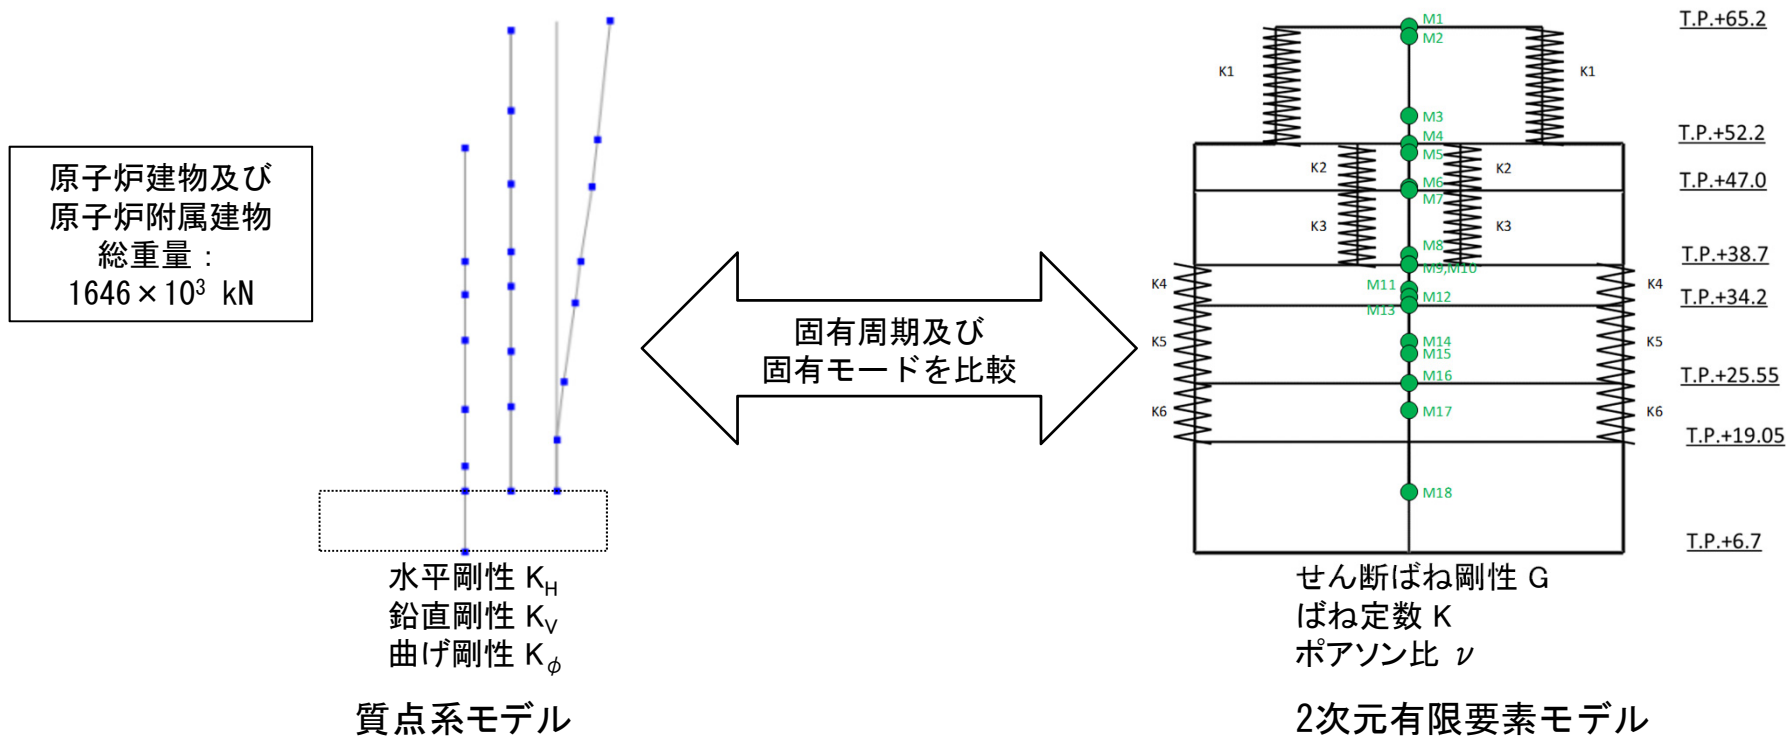 原子炉建物及び
原子炉附属建物
総重量：
1646×10³ kN
水平剛性 K_H
鉛直剛性 K_V
曲げ剛性 K_φ
質点系モデル
固有周期及び
固有モードを比較
M1
M2
K1
K1
M3
M4
M5
K2
K2
M6
M7
K3
K3
M8
M9,M10
K4
K4
M11
M12
M13
K5
K5
M14
M15
M16
K6
K6
M17
M18
T.P.+65.2
T.P.+52.2
T.P.+47.0
T.P.+38.7
T.P.+34.2
T.P.+25.55
T.P.+19.05
T.P.+6.7
せん断ばね剛性 G
ばね定数 K
ポアソン比 ν
2次元有限要素モデル